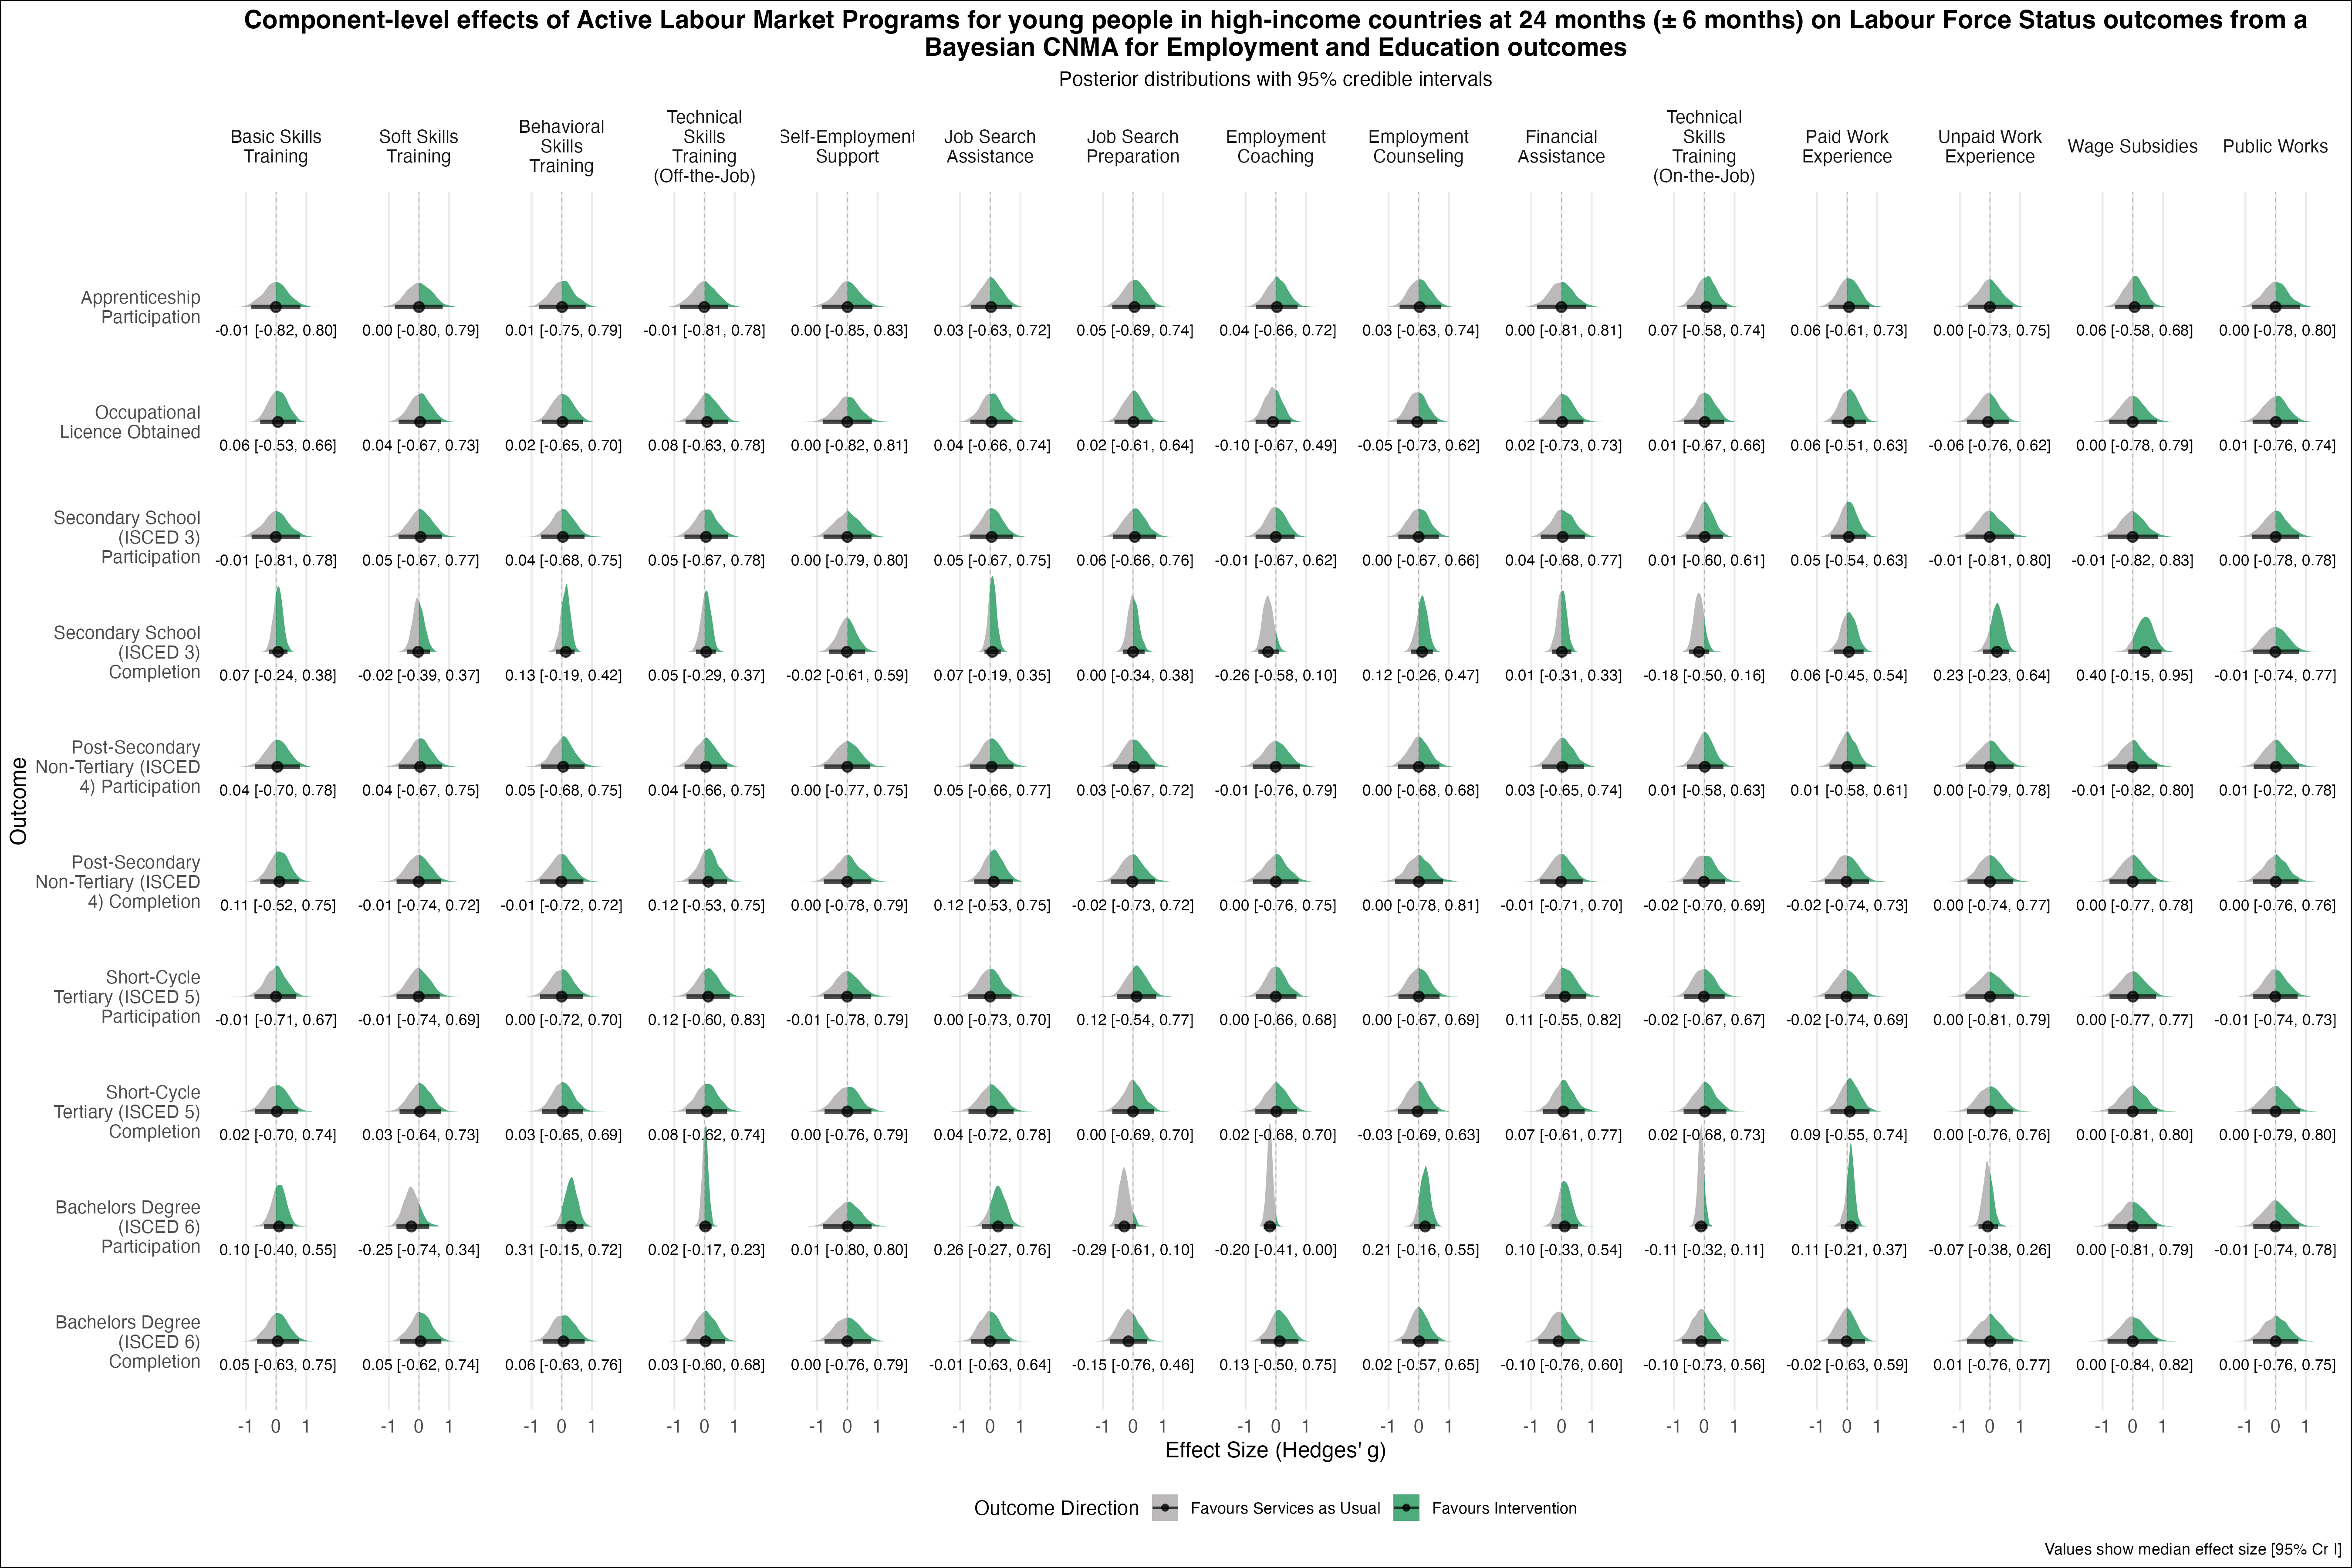 Component-level effects of Active Labour Market Programs for young people in high-income countries at 24 months (± 6 months) on Labour Force Status outcomes from a
Bayesian CNMA for Employment and Education outcomes
Posterior distributions with 95% credible intervals
Basic Skills
Training
Soft Skills
Training
Behavioral
Skills
Training
Technical
Skills
Training
(Off-the-Job)
Self-Employment
Support
Job Search
Assistance
Job Search
Preparation
Employment
Coaching
Employment
Counseling
Financial
Assistance
Technical
Skills
Training
(On-the-Job)
Paid Work
Experience
Unpaid Work
Experience
Wage Subsidies
Public Works
Outcome
Apprenticeship
Participation
-0.01 [-0.82, 0.80] 0.00 [-0.80, 0.79] 0.01 [-0.75, 0.79] -0.01 [-0.81, 0.78] 0.00 [-0.85, 0.83] 0.03 [-0.63, 0.72] 0.05 [-0.69, 0.74] 0.04 [-0.66, 0.72] 0.03 [-0.63, 0.74] 0.00 [-0.81, 0.81] 0.07 [-0.58, 0.74] 0.06 [-0.61, 0.73] 0.00 [-0.73, 0.75] 0.06 [-0.58, 0.68] 0.00 [-0.78, 0.80]
Occupational
Licence Obtained
0.06 [-0.53, 0.66] 0.04 [-0.67, 0.73] 0.02 [-0.65, 0.70] 0.08 [-0.63, 0.78] 0.00 [-0.82, 0.81] 0.04 [-0.66, 0.74] 0.02 [-0.61, 0.64] -0.10 [-0.67, 0.49] -0.05 [-0.73, 0.62] 0.02 [-0.73, 0.73] 0.01 [-0.67, 0.66] 0.06 [-0.51, 0.63] -0.06 [-0.76, 0.62] 0.00 [-0.78, 0.79] 0.01 [-0.76, 0.74]
Secondary School
(ISCED 3)
Participation
-0.01 [-0.81, 0.78] 0.05 [-0.67, 0.77] 0.04 [-0.68, 0.75] 0.05 [-0.67, 0.78] 0.00 [-0.79, 0.80] 0.05 [-0.67, 0.75] 0.06 [-0.66, 0.76] -0.01 [-0.67, 0.62] 0.00 [-0.67, 0.66] 0.04 [-0.68, 0.77] 0.01 [-0.60, 0.61] 0.05 [-0.54, 0.63] -0.01 [-0.81, 0.80] -0.01 [-0.82, 0.83] 0.00 [-0.78, 0.78]
Secondary School
(ISCED 3)
Completion
0.07 [-0.24, 0.38] -0.02 [-0.39, 0.37] 0.13 [-0.19, 0.42] 0.05 [-0.29, 0.37] -0.02 [-0.61, 0.59] 0.07 [-0.19, 0.35] 0.00 [-0.34, 0.38] -0.26 [-0.58, 0.10] 0.12 [-0.26, 0.47] 0.01 [-0.31, 0.33] -0.18 [-0.50, 0.16] 0.06 [-0.45, 0.54] 0.23 [-0.23, 0.64] 0.40 [-0.15, 0.95] -0.01 [-0.74, 0.77]
Post-Secondary
Non-Tertiary (ISCED
4) Participation
0.04 [-0.70, 0.78] 0.04 [-0.67, 0.75] 0.05 [-0.68, 0.75] 0.04 [-0.66, 0.75] 0.00 [-0.77, 0.75] 0.05 [-0.66, 0.77] 0.03 [-0.67, 0.72] -0.01 [-0.76, 0.79] 0.00 [-0.68, 0.68] 0.03 [-0.65, 0.74] 0.01 [-0.58, 0.63] 0.01 [-0.58, 0.61] 0.00 [-0.79, 0.78] -0.01 [-0.82, 0.80] 0.01 [-0.72, 0.78]
Post-Secondary
Non-Tertiary (ISCED
4) Completion
0.11 [-0.52, 0.75] -0.01 [-0.74, 0.72] -0.01 [-0.72, 0.72] 0.12 [-0.53, 0.75] 0.00 [-0.78, 0.79] 0.12 [-0.53, 0.75] -0.02 [-0.73, 0.72] 0.00 [-0.76, 0.75] 0.00 [-0.78, 0.81] -0.01 [-0.71, 0.70] -0.02 [-0.70, 0.69] -0.02 [-0.74, 0.73] 0.00 [-0.74, 0.77] 0.00 [-0.77, 0.78] 0.00 [-0.76, 0.76]
Short-Cycle
Tertiary (ISCED 5)
Participation
-0.01 [-0.71, 0.67] -0.01 [-0.74, 0.69] 0.00 [-0.72, 0.70] 0.12 [-0.60, 0.83] -0.01 [-0.78, 0.79] 0.00 [-0.73, 0.70] 0.12 [-0.54, 0.77] 0.00 [-0.66, 0.68] 0.00 [-0.67, 0.69] 0.11 [-0.55, 0.82] -0.02 [-0.67, 0.67] -0.02 [-0.74, 0.69] 0.00 [-0.81, 0.79] 0.00 [-0.77, 0.77] -0.01 [-0.74, 0.73]
Short-Cycle
Tertiary (ISCED 5)
Completion
0.02 [-0.70, 0.74] 0.03 [-0.64, 0.73] 0.03 [-0.65, 0.69] 0.08 [-0.62, 0.74] 0.00 [-0.76, 0.79] 0.04 [-0.72, 0.78] 0.00 [-0.69, 0.70] 0.02 [-0.68, 0.70] -0.03 [-0.69, 0.63] 0.07 [-0.61, 0.77] 0.02 [-0.68, 0.73] 0.09 [-0.55, 0.74] 0.00 [-0.76, 0.76] 0.00 [-0.81, 0.80] 0.00 [-0.79, 0.80]
Bachelors Degree
(ISCED 6)
Participation
0.10 [-0.40, 0.55] -0.25 [-0.74, 0.34] 0.31 [-0.15, 0.72] 0.02 [-0.17, 0.23] 0.01 [-0.80, 0.80] 0.26 [-0.27, 0.76] -0.29 [-0.61, 0.10] -0.20 [-0.41, 0.00] 0.21 [-0.16, 0.55] 0.10 [-0.33, 0.54] -0.11 [-0.32, 0.11] 0.11 [-0.21, 0.37] -0.07 [-0.38, 0.26] 0.00 [-0.81, 0.79] -0.01 [-0.74, 0.78]
Bachelors Degree
(ISCED 6)
Completion
0.05 [-0.63, 0.75] 0.05 [-0.62, 0.74] 0.06 [-0.63, 0.76] 0.03 [-0.60, 0.68] 0.00 [-0.76, 0.79] -0.01 [-0.63, 0.64] -0.15 [-0.76, 0.46] 0.13 [-0.50, 0.75] 0.02 [-0.57, 0.65] -0.10 [-0.76, 0.60] -0.10 [-0.73, 0.56] -0.02 [-0.63, 0.59] 0.01 [-0.76, 0.77] 0.00 [-0.84, 0.82] 0.00 [-0.76, 0.75]
-1 0 1 -1 0 1 -1 0 1 -1 0 1 -1 0 1 -1 0 1 -1 0 1 -1 0 1 -1 0 1 -1 0 1 -1 0 1 -1 0 1 -1 0 1 -1 0 1 -1 0 1
Effect Size (Hedges' g)
Outcome Direction Favours Services as Usual Favours Intervention
Values show median effect size [95% Cr I]